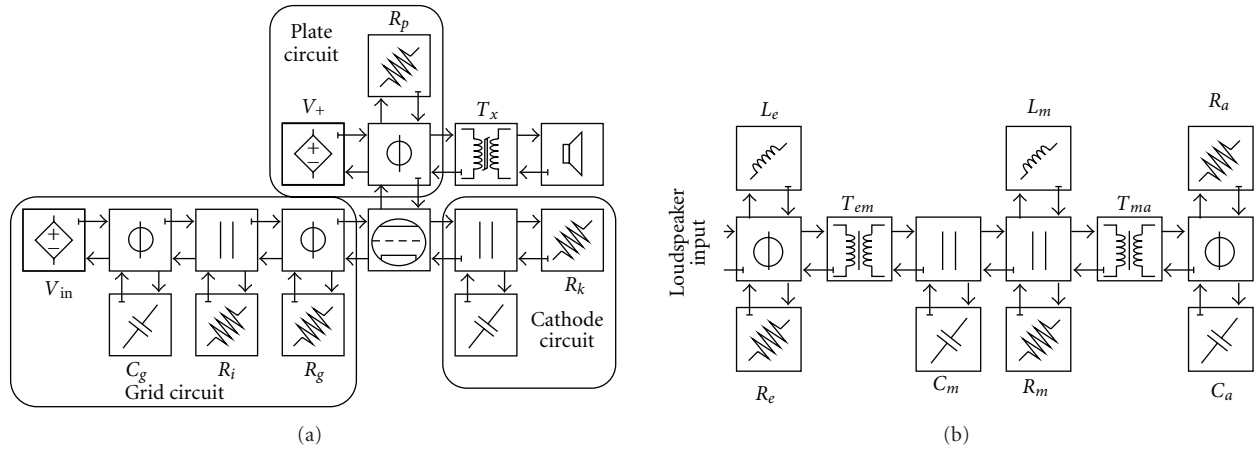 Plate
circuit
R_p
V_+
T_x
V_in
C_g
R_i
R_g
Grid circuit
R_k
Cathode
circuit
(a)
Loudspeaker
input
L_e
R_e
T_em
C_m
L_m
R_m
T_ma
R_a
C_a
(b)